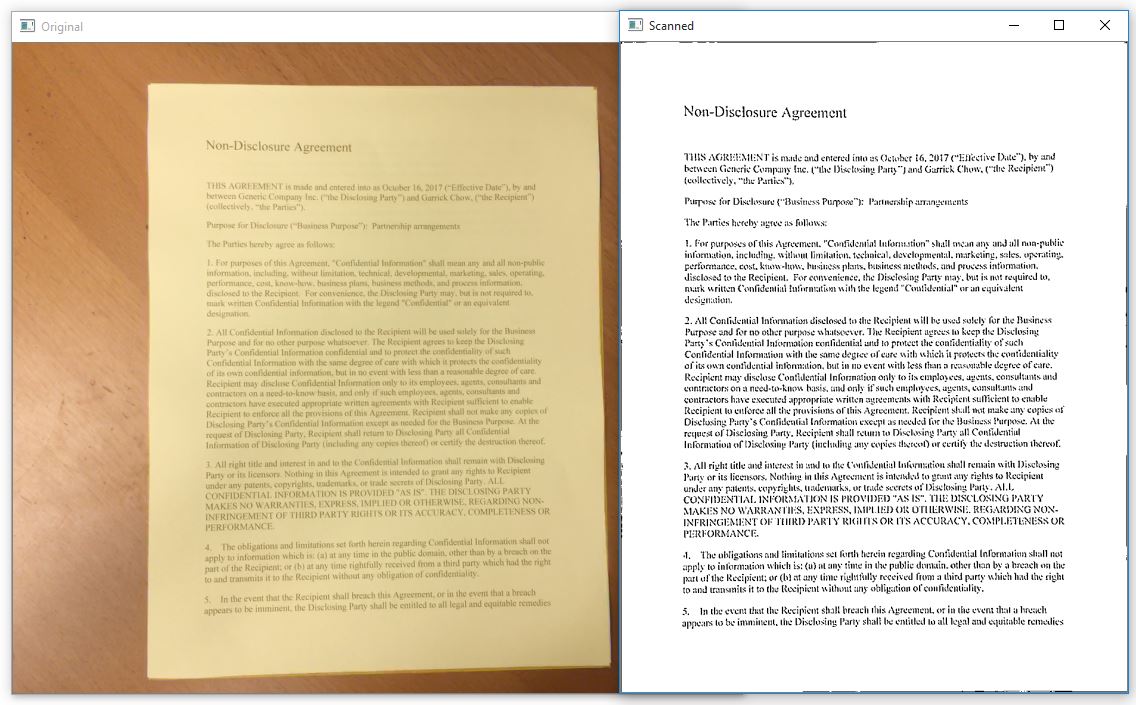 Original
Non-Disclosure Agreement
THIS AGREEMENT is made and entered into as October 16, 2017 (“Effective Date”), by and
between Generic Company Inc. (“the Disclosing Party”) and Garrick Chow, (“the Recipient”)
(collectively, “the Parties”).
Purpose for Disclosure (“Business Purpose”):  Partnership arrangements
The Parties hereby agree as follows:
1. For purposes of this Agreement, "Confidential Information" shall mean any and all non-public
information, including, without limitation, technical, developmental, marketing, sales, operating,
performance, cost, know-how, business plans, business methods, and process information,
disclosed to the Recipient.  For convenience, the Disclosing Party may, but is not required to,
mark written Confidential Information with the legend "Confidential" or an equivalent
designation.
2. All Confidential Information disclosed to the Recipient will be used solely for the Business
Purpose and for no other purpose whatsoever. The Recipient agrees to keep the Disclosing
Party’s Confidential Information confidential and to protect the confidentiality of such
Confidential Information with the same degree of care with which it protects the confidentiality
of its own confidential information, but in no event with less than a reasonable degree of care.
Recipient may disclose Confidential Information only to its employees, agents, consultants and
contractors on a need-to-know basis, and only if such employees, agents, consultants and
contractors have executed appropriate written agreements with Recipient sufficient to enable
Recipient to enforce all the provisions of this Agreement. Recipient shall not make any copies of
Disclosing Party’s Confidential Information except as needed for the Business Purpose. At the
request of Disclosing Party, Recipient shall return to Disclosing Party all Confidential
Information of Disclosing Party (including any copies thereof) or certify the destruction thereof.
3. All right title and interest in and to the Confidential Information shall remain with Disclosing
Party or its licensors. Nothing in this Agreement is intended to grant any rights to Recipient
under any patents, copyrights, trademarks, or trade secrets of Disclosing Party. ALL
CONFIDENTIAL INFORMATION IS PROVIDED "AS IS". THE DISCLOSING PARTY
MAKES NO WARRANTIES, EXPRESS, IMPLIED OR OTHERWISE, REGARDING NON-
INFRINGEMENT OF THIRD PARTY RIGHTS OR ITS ACCURACY, COMPLETENESS OR
PERFORMANCE.
4.    The obligations and limitations set forth herein regarding Confidential Information shall not
apply to information which is: (a) at any time in the public domain, other than by a breach on the
part of the Recipient; or (b) at any time rightfully received from a third party which had the right
to and transmits it to the Recipient without any obligation of confidentiality.
5.    In the event that the Recipient shall breach this Agreement, or in the event that a breach
appears to be imminent, the Disclosing Party shall be entitled to all legal and equitable remedies
Scanned
Non-Disclosure Agreement
THIS AGREEMENT is made and entered into as October 16, 2017 (“Effective Date”), by and
between Generic Company Inc. (“the Disclosing Party”) and Garrick Chow, (“the Recipient”)
(collectively, “the Parties”).
Purpose for Disclosure (“Business Purpose”):  Partnership arrangements
The Parties hereby agree as follows:
1. For purposes of this Agreement, "Confidential Information" shall mean any and all non-public
information, including, without limitation, technical, developmental, marketing, sales, operating,
performance, cost, know-how, business plans, business methods, and process information,
disclosed to the Recipient.  For convenience, the Disclosing Party may, but is not required to,
mark written Confidential Information with the legend "Confidential" or an equivalent
designation.
2. All Confidential Information disclosed to the Recipient will be used solely for the Business
Purpose and for no other purpose whatsoever. The Recipient agrees to keep the Disclosing
Party’s Confidential Information confidential and to protect the confidentiality of such
Confidential Information with the same degree of care with which it protects the confidentiality
of its own confidential information, but in no event with less than a reasonable degree of care.
Recipient may disclose Confidential Information only to its employees, agents, consultants and
contractors on a need-to-know basis, and only if such employees, agents, consultants and
contractors have executed appropriate written agreements with Recipient sufficient to enable
Recipient to enforce all the provisions of this Agreement. Recipient shall not make any copies of
Disclosing Party’s Confidential Information except as needed for the Business Purpose. At the
request of Disclosing Party, Recipient shall return to Disclosing Party all Confidential
Information of Disclosing Party (including any copies thereof) or certify the destruction thereof.
3. All right title and interest in and to the Confidential Information shall remain with Disclosing
Party or its licensors. Nothing in this Agreement is intended to grant any rights to Recipient
under any patents, copyrights, trademarks, or trade secrets of Disclosing Party. ALL
CONFIDENTIAL INFORMATION IS PROVIDED "AS IS". THE DISCLOSING PARTY
MAKES NO WARRANTIES, EXPRESS, IMPLIED OR OTHERWISE, REGARDING NON-
INFRINGEMENT OF THIRD PARTY RIGHTS OR ITS ACCURACY, COMPLETENESS OR
PERFORMANCE.
4.    The obligations and limitations set forth herein regarding Confidential Information shall not
apply to information which is: (a) at any time in the public domain, other than by a breach on the
part of the Recipient; or (b) at any time rightfully received from a third party which had the right
to and transmits it to the Recipient without any obligation of confidentiality.
5.    In the event that the Recipient shall breach this Agreement, or in the event that a breach
appears to be imminent, the Disclosing Party shall be entitled to all legal and equitable remedies